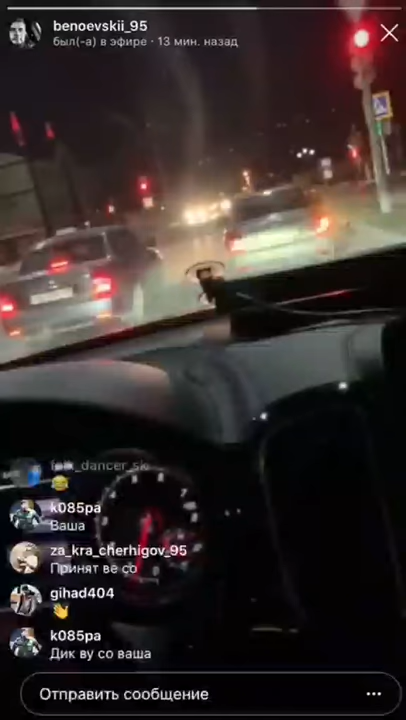 benoevskii_95
был(-а) в эфире · 13 мин. назад
😂
k085pa
Ваша
za_kra_cherhigov_95
Принят ве со
gihad404
👋
k085pa
Дик ву со ваша
Отправить сообщение